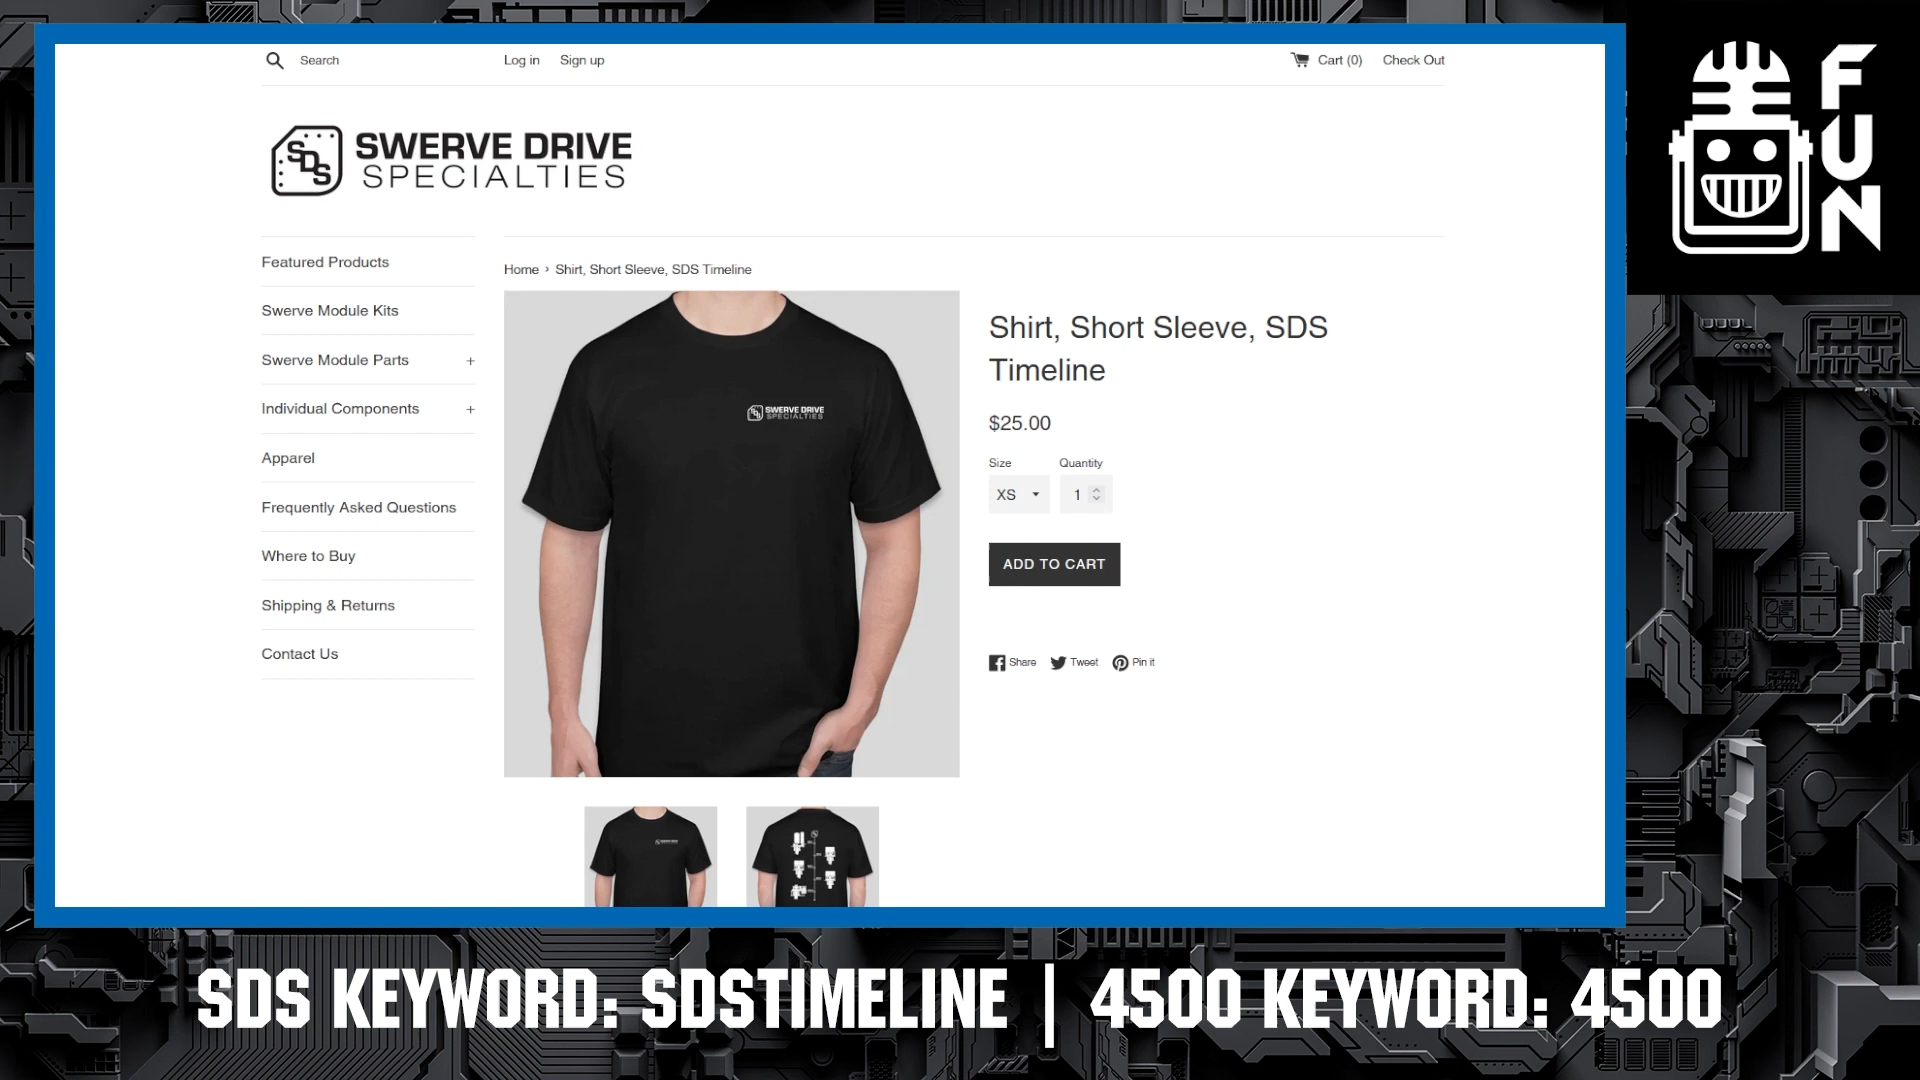 Search
Log in
Sign up
Cart (0)
Check Out
FUN
SDS
SWERVE DRIVE
SPECIALTIES
Featured Products
Swerve Module Kits
Swerve Module Parts +
Individual Components +
Apparel
Frequently Asked Questions
Where to Buy
Shipping & Returns
Contact Us
Home › Shirt, Short Sleeve, SDS Timeline
SWERVE DRIVE
SPECIALTIES
Shirt, Short Sleeve, SDS
Timeline
$25.00
Size
Quantity
XS
1
ADD TO CART
Share
Tweet
Pin it
SDS KEYWORD: SDSTIMELINE | 4500 KEYWORD: 4500